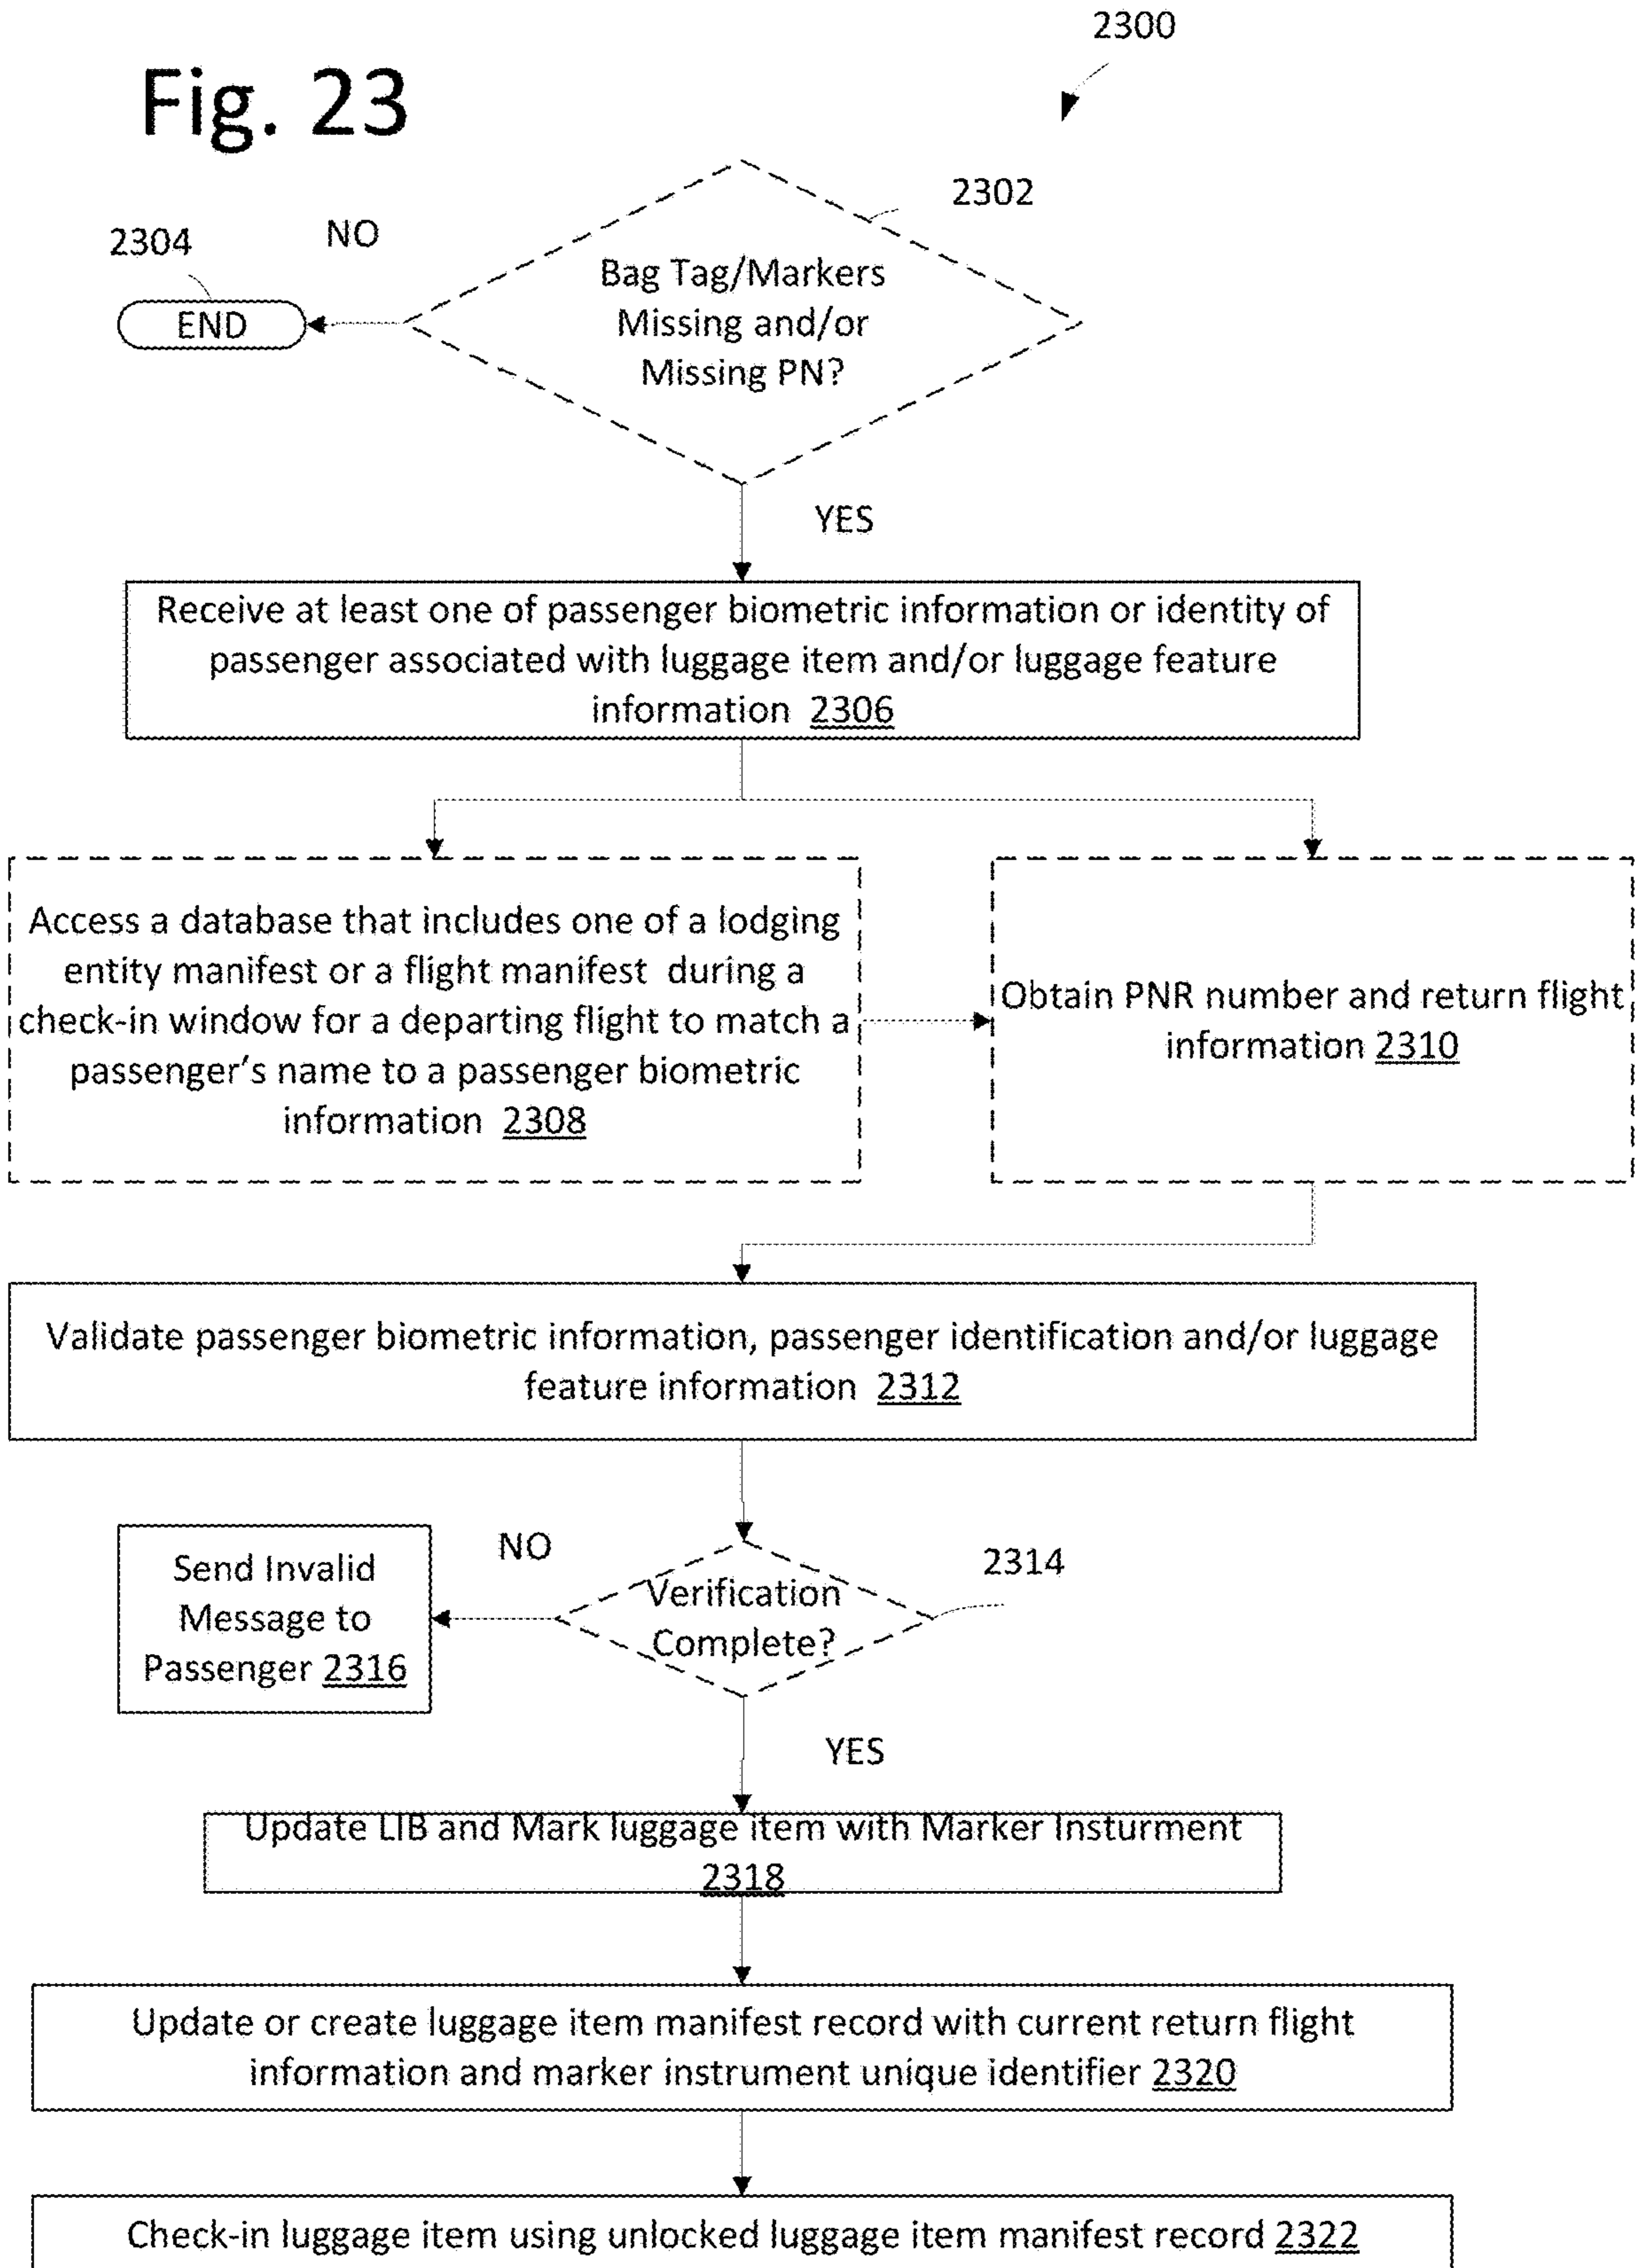 2300
Fig. 23
2302
NO
2304
Bag Tag/Markers
Missing and/or
Missing PN?
END
YES
Receive at least one of passenger biometric information or identity of
passenger associated with luggage item and/or luggage feature
information 2306
Access a database that includes one of a lodging
entity manifest or a flight manifest during a
check-in window for a departing flight to match a
passenger's name to a passenger biometric
information 2308
Obtain PNR number and return flight
information 2310
Validate passenger biometric information, passenger identification and/or luggage
feature information 2312
NO
2314
Send Invalid
Message to
Passenger 2316
Verification
Complete?
YES
Update LIB and Mark luggage item with Marker Insturment
2318
Update or create luggage item manifest record with current return flight
information and marker instrument unique identifier 2320
Check-in luggage item using unlocked luggage item manifest record 2322